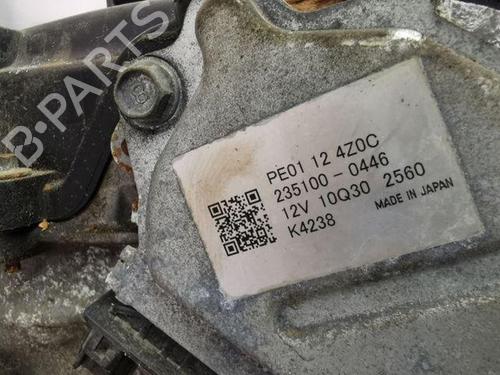 B-PARTS
PE01 12 4Z0C
235100-0446
12V 10Q30 2560
K4238 MADE IN JAPAN